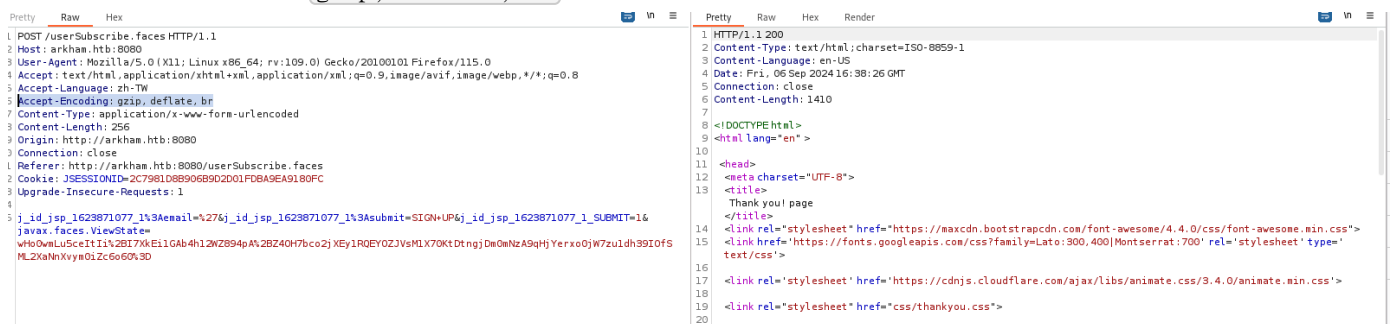 Pretty Raw Hex
\n
POST /userSubscribe.faces HTTP/1.1
2 Host: arkham.htb:8080
3 User-Agent: Mozilla/5.0 (X11; Linux x86_64; rv:109.0) Gecko/20100101 Firefox/115.0
4 Accept: text/html,application/xhtml+xml,application/xml;q=0.9,image/avif,image/webp,*/*;q=0.8
5 Accept-Language: zh-TW
Accept-Encoding: gzip, deflate, br
7 Content-Type: application/x-www-form-urlencoded
8 Content-Length: 256
9 Origin: http://arkham.htb:8080
0 Connection: close
1 Referer: http://arkham.htb:8080/userSubscribe.faces
2 Cookie: JSESSIONID=2C7981D8B906B9D2D01FDBA9EA9180FC
3 Upgrade-Insecure-Requests: 1
j_id_jsp_1623871077_1%3Aemail=%27&j_id_jsp_1623871077_1%3Asubmit=SIGN+UP&j_id_jsp_1623871077_1_SUBMIT=1&
javax.faces.ViewState=
wHo0wmLu5ceItIi%2BI7XkEi1GAb4h12WZ894pA%2BZ4OH7bco2jXEy1RQEYOZJVsM1X70KtDtngjDm0mNzA9qHjYerxo0jW7zu1dh39IOfS
ML2XaNnXvym0iZc6o60%3D
Pretty Raw Hex Render
\n
1 HTTP/1.1 200
2 Content-Type: text/html;charset=ISO-8859-1
3 Content-Language: en-US
4 Date: Fri, 06 Sep 2024 16:38:26 GMT
5 Connection: close
6 Content-Length: 1410
7
8 <!DOCTYPE html>
9 <html lang="en" >
10
11 <head>
12 <meta charset="UTF-8">
13 <title>
Thank you! page
</title>
14 <link rel="stylesheet" href="https://maxcdn.bootstrapcdn.com/font-awesome/4.4.0/css/font-awesome.min.css">
15 <link href='https://fonts.googleapis.com/css?family=Lato:300,400|Montserrat:700' rel='stylesheet' type='
text/css'>
16
17 <link rel='stylesheet' href='https://cdnjs.cloudflare.com/ajax/libs/animate.css/3.4.0/animate.min.css'>
18
19 <link rel="stylesheet" href="css/thankyou.css">
20